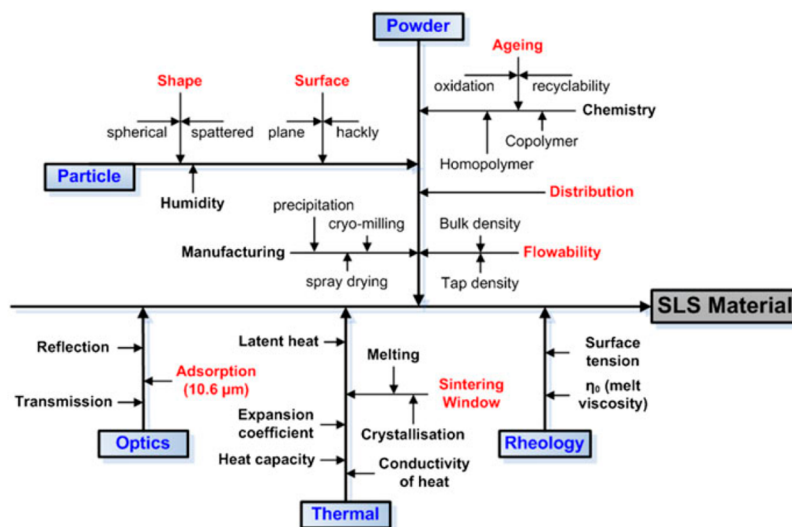 Powder
Ageing
oxidation
recyclability
Chemistry
Copolymer
Homopolymer
Shape
spherical
spattered
Surface
plane
hackly
Particle
Humidity
Distribution
precipitation
cryo-milling
Manufacturing
spray drying
Bulk density
Flowability
Tap density
SLS Material
Reflection
Adsorption
(10.6 µm)
Transmission
Optics
Latent heat
Melting
Sintering
Window
Crystallisation
Expansion
coefficient
Heat capacity
Conductivity
of heat
Thermal
Surface
tension
η₀ (melt
viscosity)
Rheology